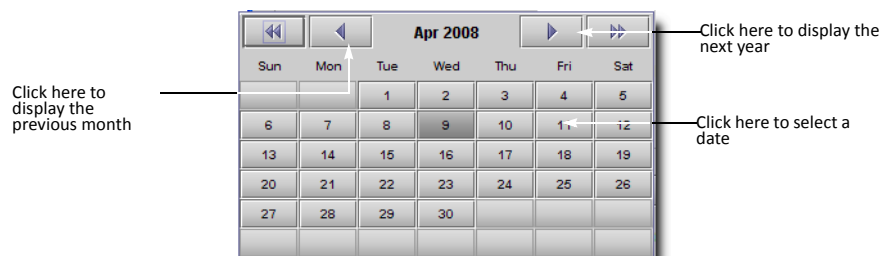 Apr 2008
Click here to display the
next year
Sun Mon Tue Wed Thu Fri Sat
Click here to
display the
previous month
1 2 3 4 5
6 7 8 9 10 11 12
Click here to select a
date
13 14 15 16 17 18 19
20 21 22 23 24 25 26
27 28 29 30